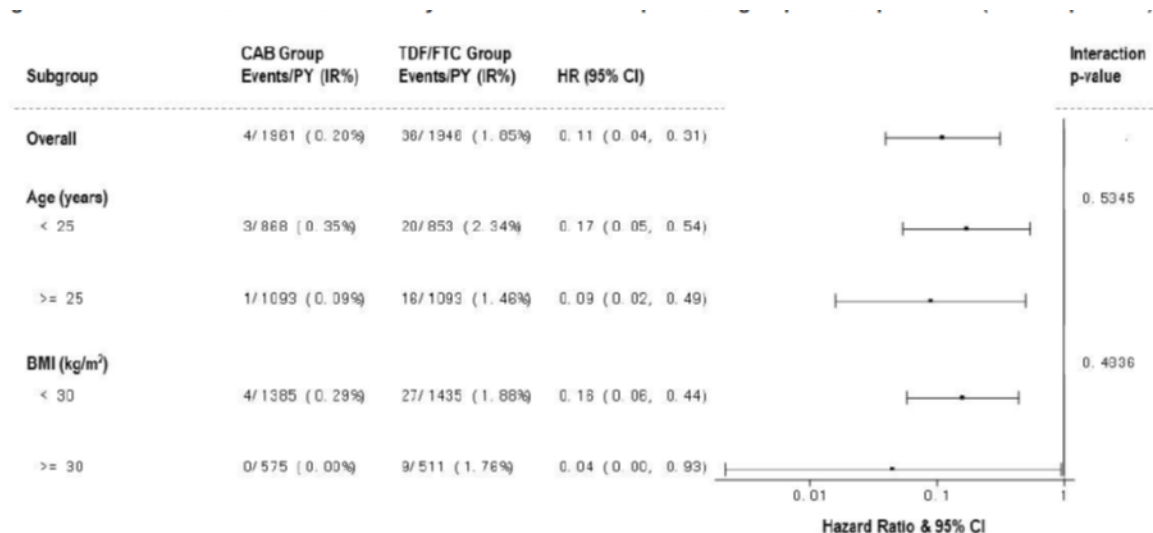 CAB Group TDF/FTC Group Interaction
Subgroup Events/PY (IR%) Events/PY (IR%) HR (95% CI) p-value
Overall 4/1961 (0.20%) 36/1946 (1.85%) 0.11 (0.04, 0.31)
Age (years) 0.5345
< 25 3/868 (0.35%) 20/853 (2.34%) 0.17 (0.05, 0.54)
>= 25 1/1093 (0.09%) 16/1093 (1.46%) 0.09 (0.02, 0.49)
BMI (kg/m²) 0.4836
< 30 4/1385 (0.29%) 27/1435 (1.88%) 0.16 (0.06, 0.44)
>= 30 0/575 (0.00%) 9/511 (1.76%) 0.04 (0.00, 0.93)
0.01 0.1 1
Hazard Ratio & 95% CI